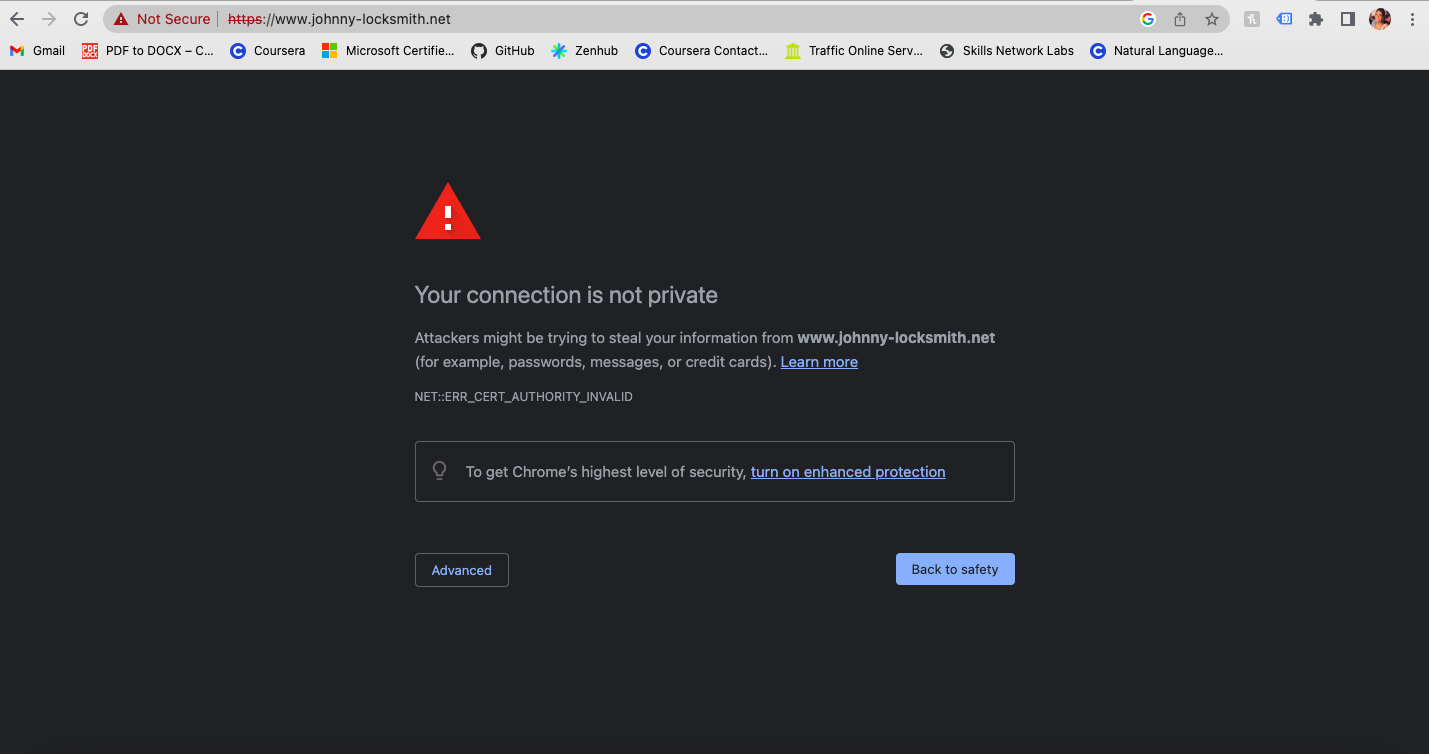 Not Secure https://www.johnny-locksmith.net
Gmail PDF DOCX PDF to DOCX – C... Coursera Microsoft Certifie... GitHub Zenhub Coursera Contact... Traffic Online Serv... Skills Network Labs Natural Language...
Your connection is not private
Attackers might be trying to steal your information from www.johnny-locksmith.net
(for example, passwords, messages, or credit cards). Learn more
NET::ERR_CERT_AUTHORITY_INVALID
To get Chrome’s highest level of security, turn on enhanced protection
Advanced Back to safety